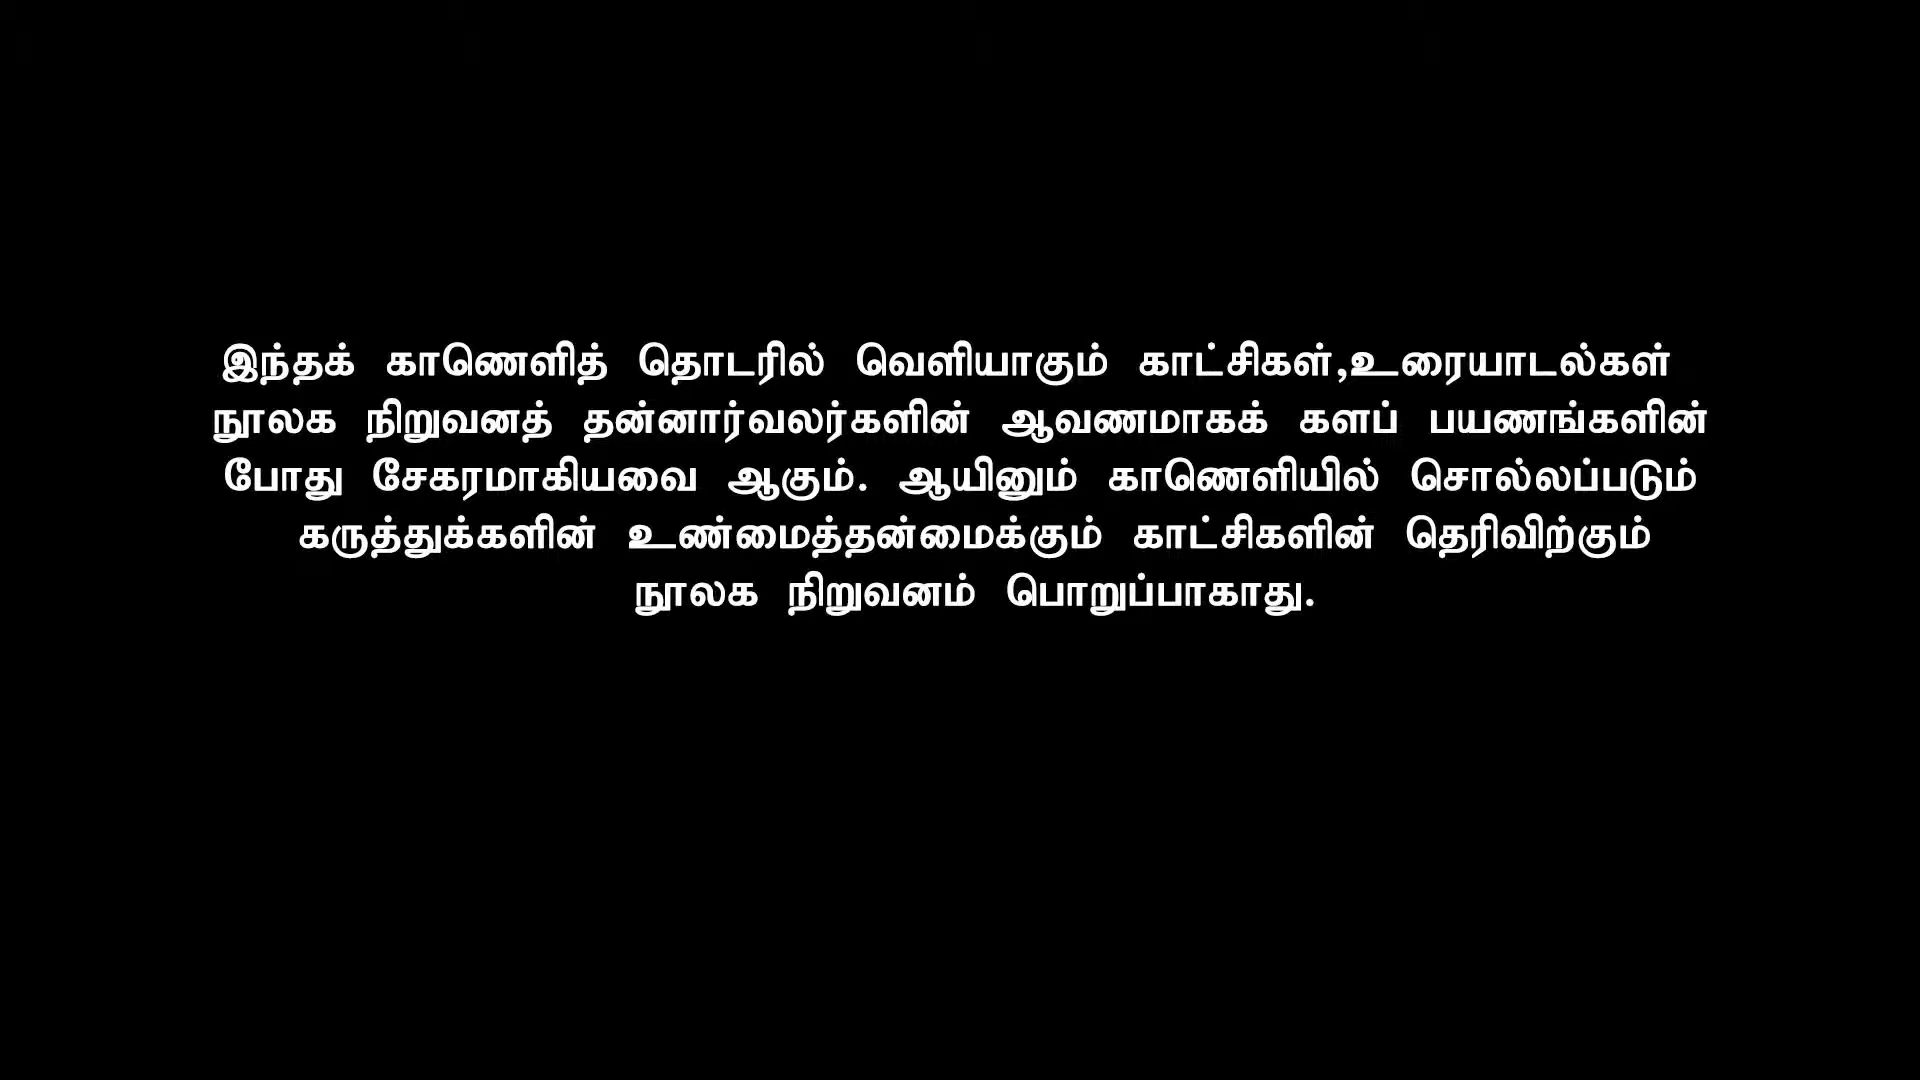 இந்தக் காணெளித் தொடரில் வெளியாகும் காட்சிகள்,உரையாடல்கள்
நூலக நிறுவனத் தன்னார்வலர்களின் ஆவணமாகக் களப் பயணங்களின்
போது சேகரமாகியவை ஆகும். ஆயினும் காணெளியில் சொல்லப்படும்
கருத்துக்களின் உண்மைத்தன்மைக்கும் காட்சிகளின் தெரிவிற்கும்
நூலக நிறுவனம் பொறுப்பாகாது.